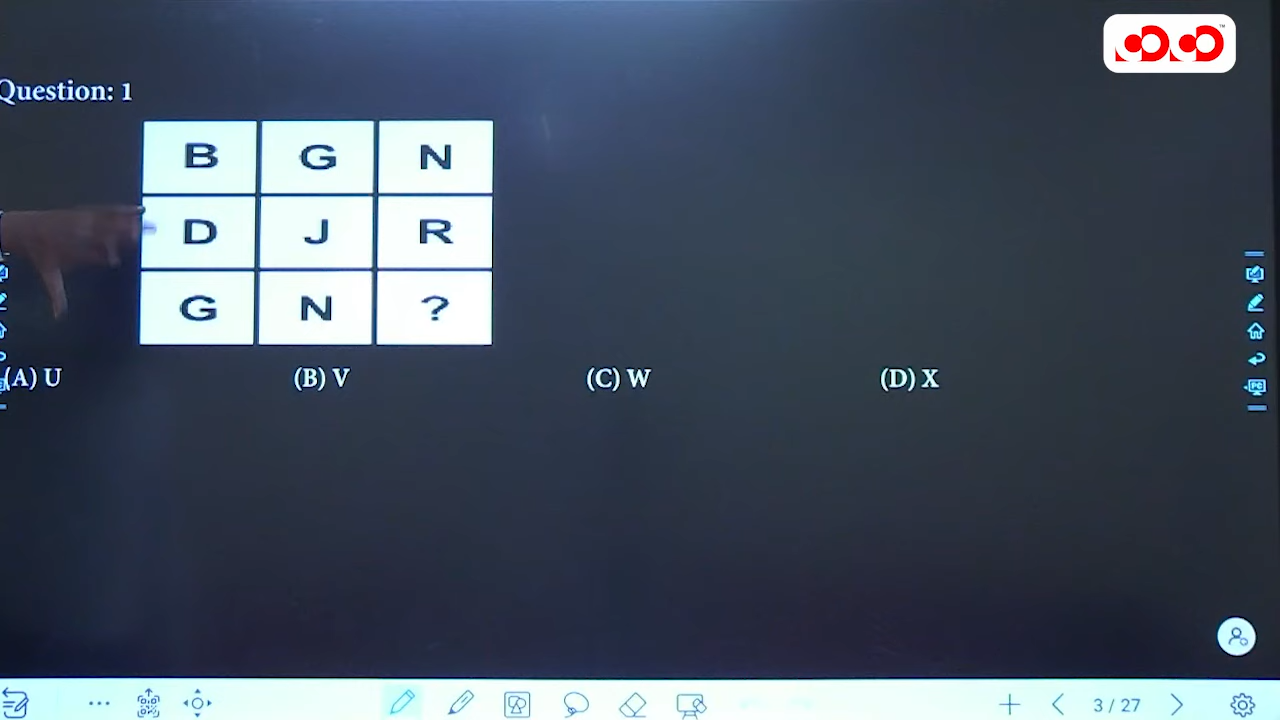 Question: 1
B G N
D J R
G N ?
(A) U (B) V (C) W (D) X
3 / 27